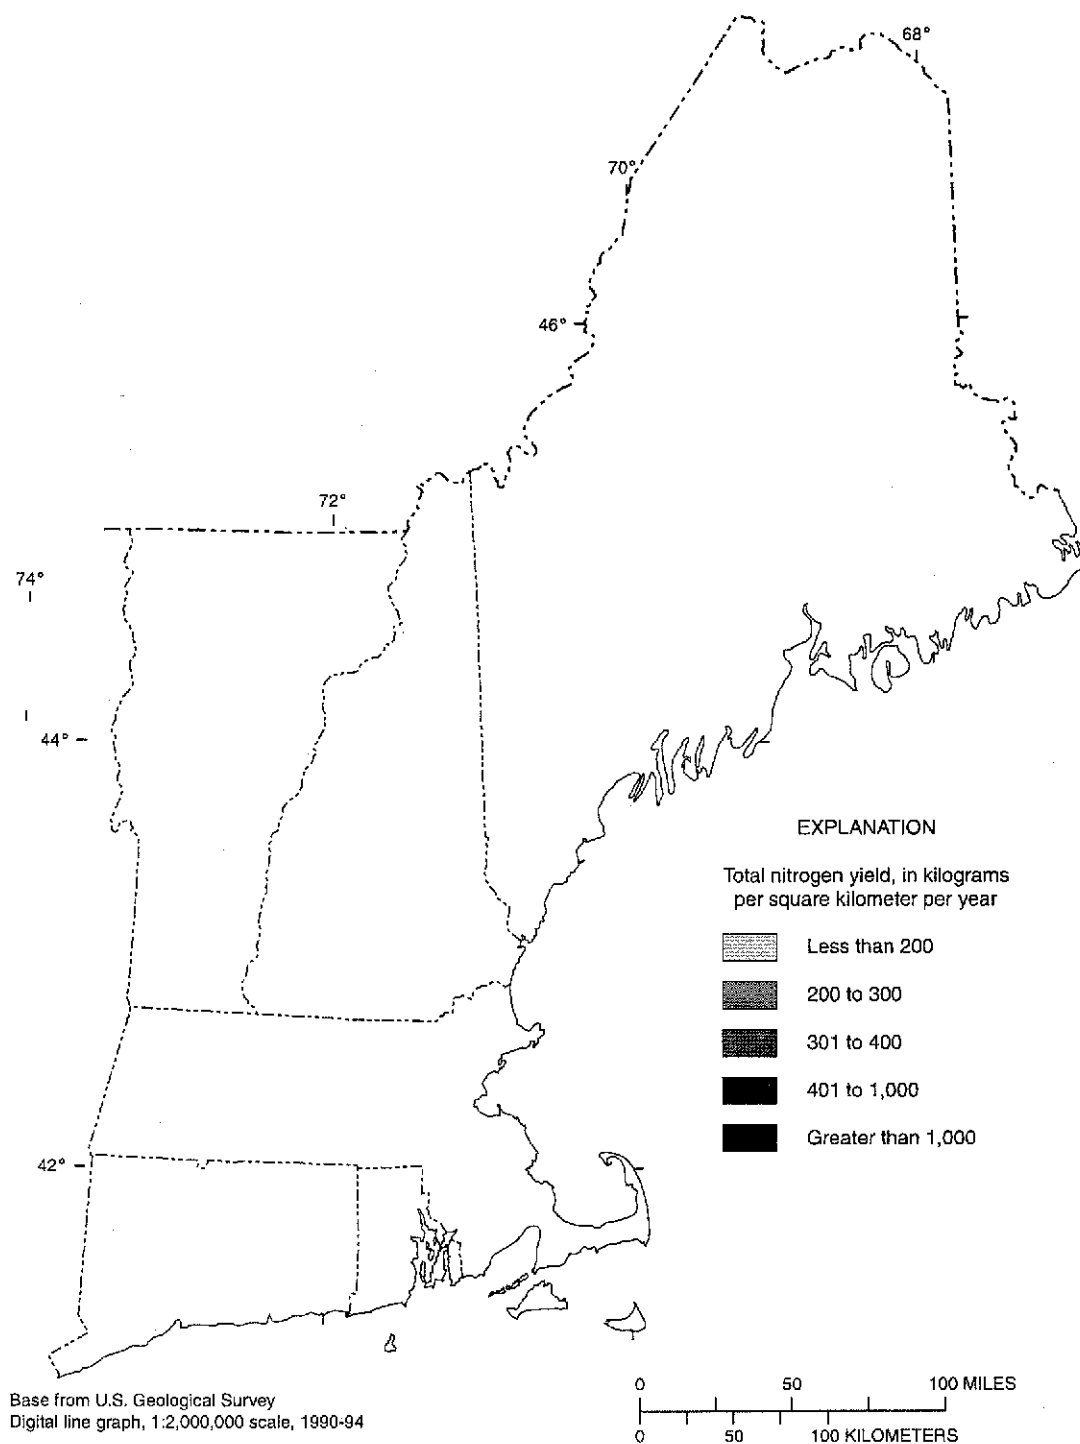 68°
70°
46°
72°
74°
44°
EXPLANATION
Total nitrogen yield, in kilograms
per square kilometer per year
Less than 200
200 to 300
301 to 400
401 to 1,000
Greater than 1,000
42°
0 50 100 MILES
0 50 100 KILOMETERS
Base from U.S. Geological Survey
Digital line graph, 1:2,000,000 scale, 1990-94